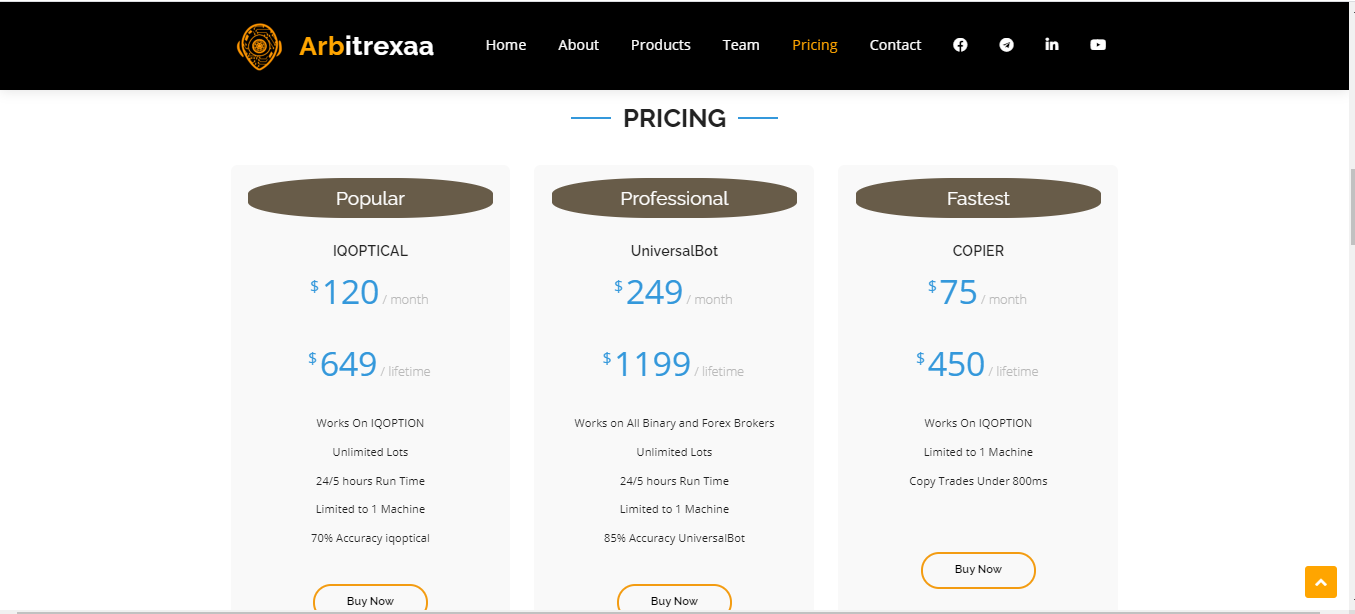 Arbitrexaa Home About Products Team Pricing Contact
PRICING
Popular
IQOPTICAL
$120 / month
$649 / lifetime
Works On IQOPTION
Unlimited Lots
24/5 hours Run Time
Limited to 1 Machine
70% Accuracy iqoptical
Buy Now
Professional
UniversalBot
$249 / month
$1199 / lifetime
Works on All Binary and Forex Brokers
Unlimited Lots
24/5 hours Run Time
Limited to 1 Machine
85% Accuracy UniversalBot
Buy Now
Fastest
COPIER
$75 / month
$450 / lifetime
Works On IQOPTION
Limited to 1 Machine
Copy Trades Under 800ms
Buy Now